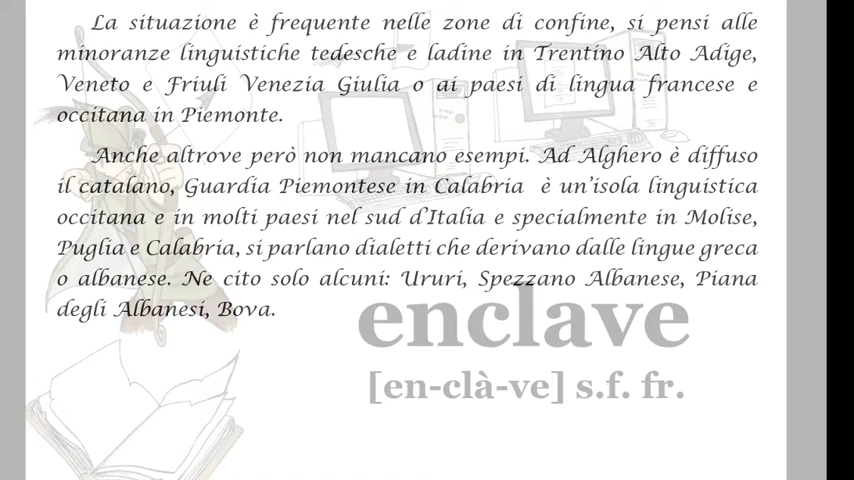 La situazione è frequente nelle zone di confine, si pensi alle
minoranze linguistiche tedesche e ladine in Trentino Alto Adige,
Veneto e Friuli Venezia Giulia o ai paesi di lingua francese e
occitana in Piemonte.
Anche altrove però non mancano esempi. Ad Alghero è diffuso
il catalano, Guardia Piemontese in Calabria è un'isola linguistica
occitana e in molti paesi nel sud d'Italia e specialmente in Molise,
Puglia e Calabria, si parlano dialetti che derivano dalle lingue greca
o albanese. Ne cito solo alcuni: Ururi, Spezzano Albanese, Piana
degli Albanesi, Bova.
enclave
[en-clà-ve] s.f. fr.